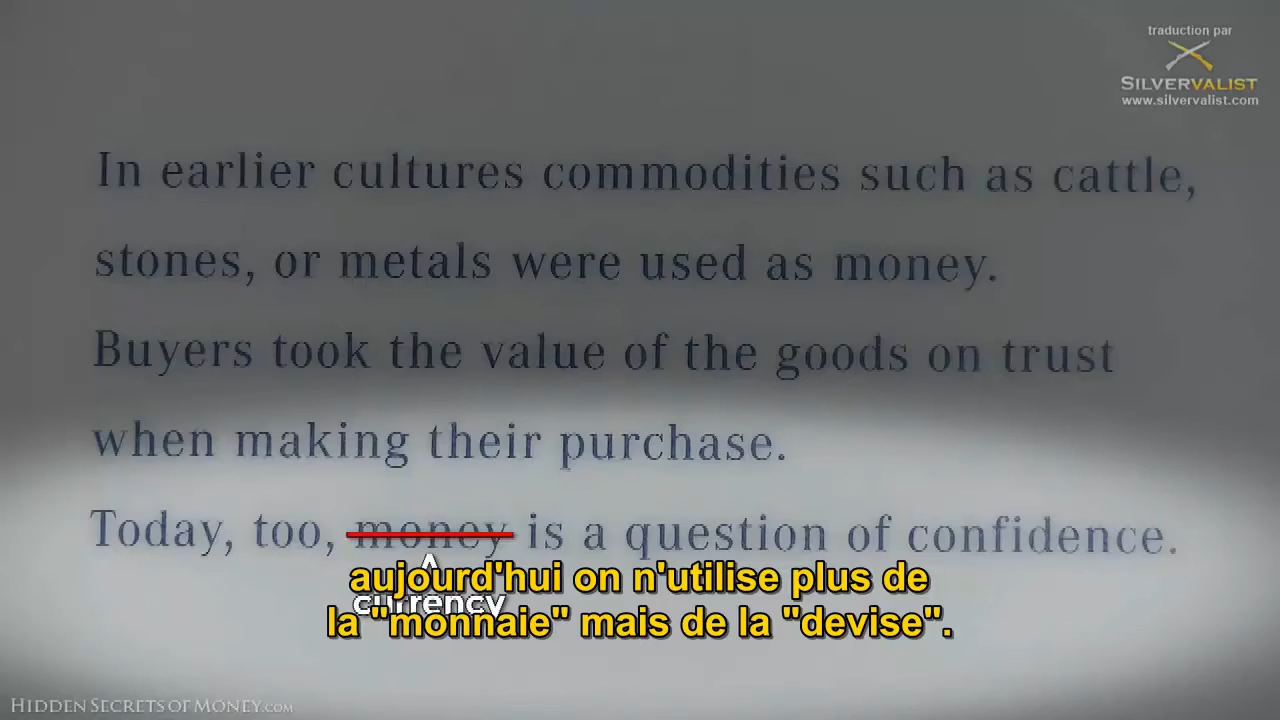 traduction par
SILVERVALIST
www.silvervalist.com
In earlier cultures commodities such as cattle,
stones, or metals were used as money.
Buyers took the value of the goods on trust
when making their purchase.
Today, too, money is a question of confidence.
^
currency
aujourd'hui on n'utilise plus de
la "monnaie" mais de la "devise".
HIDDEN SECRETS OF MONEY.COM